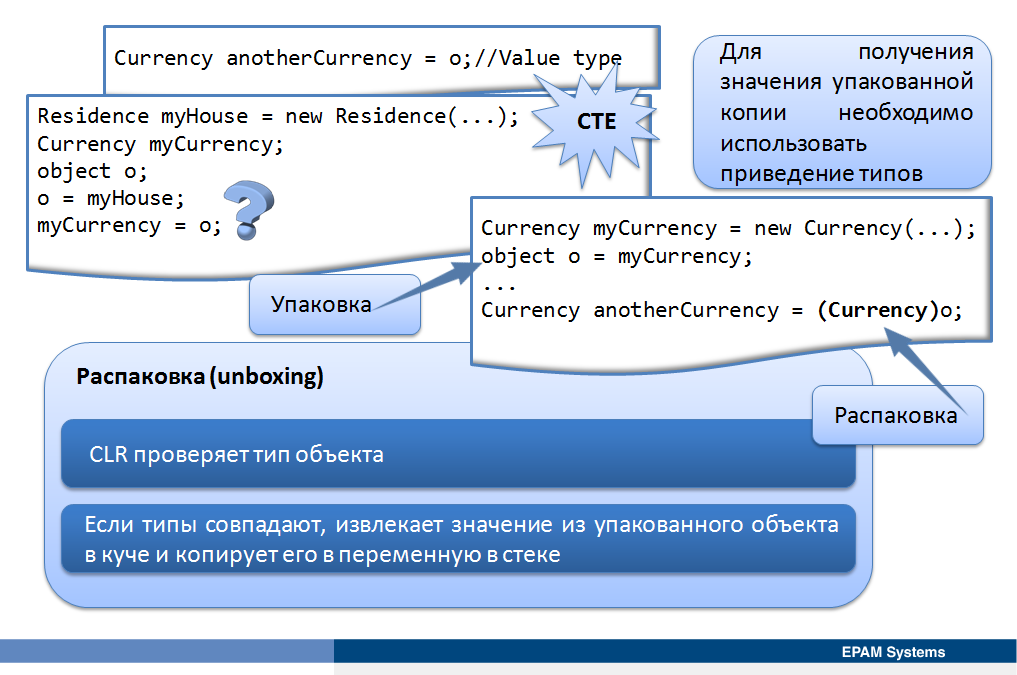 Currency anotherCurrency = o;//Value type
Для получения
значения упакованной
копии необходимо
использовать
приведение типов
CTE
Residence myHouse = new Residence(...);
Currency myCurrency;
object o;
o = myHouse;
myCurrency = o;
?
Currency myCurrency = new Currency(...);
object o = myCurrency;
...
Currency anotherCurrency = (Currency)o;
Упаковка
Распаковка
Распаковка (unboxing)
CLR проверяет тип объекта
Если типы совпадают, извлекает значение из упакованного объекта
в куче и копирует его в переменную в стеке
EPAM Systems